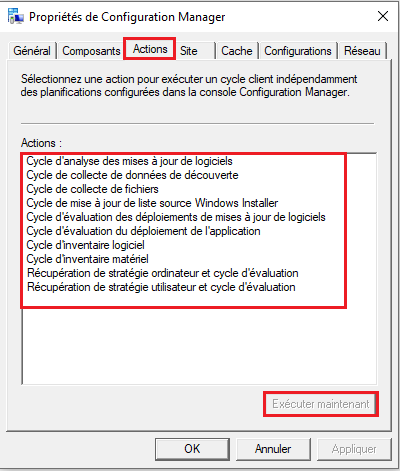 Propriétés de Configuration Manager
Général Composants Actions Site Cache Configurations Réseau
Sélectionnez une action pour exécuter un cycle client indépendamment
des planifications configurées dans la console Configuration Manager.
Actions :
Cycle d'analyse des mises à jour de logiciels
Cycle de collecte de données de découverte
Cycle de collecte de fichiers
Cycle de mise à jour de liste source Windows Installer
Cycle d'évaluation des déploiements de mises à jour de logiciels
Cycle d'évaluation du déploiement de l'application
Cycle d'inventaire logiciel
Cycle d'inventaire matériel
Récupération de stratégie ordinateur et cycle d'évaluation
Récupération de stratégie utilisateur et cycle d'évaluation
Exécuter maintenant
OK Annuler Appliquer